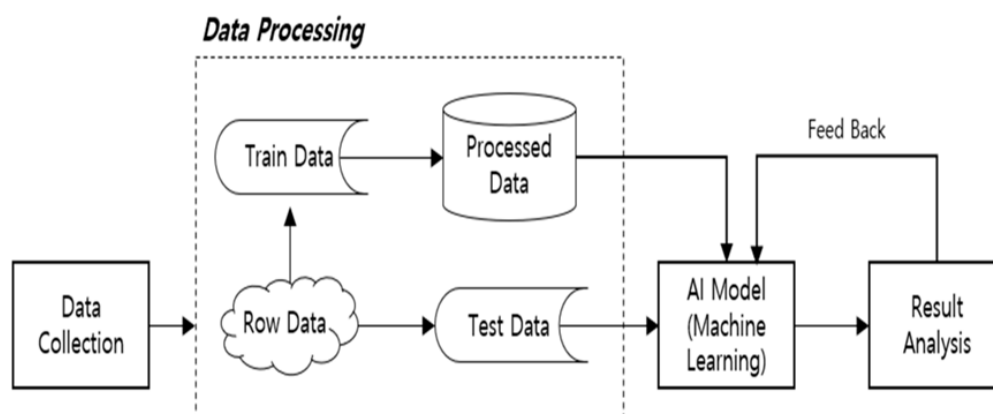 Data Processing
Train Data
Processed
Data
Feed Back
Data
Collection
Row Data
Test Data
AI Model
(Machine
Learning)
Result
Analysis